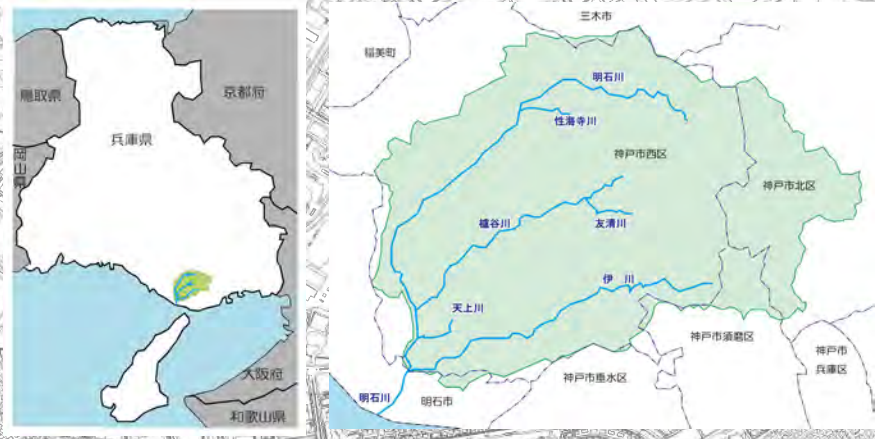 鳥取県
京都府
兵庫県
岡山県
大阪府
和歌山県
三木市
稲美町
明石川
性海寺川
神戸市西区
神戸市北区
櫨谷川
友清川
伊 川
天上川
神戸市須磨区
神戸市
兵庫区
神戸市垂水区
明石川
明石市